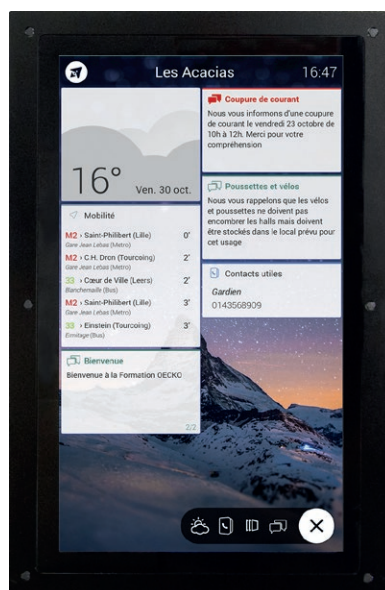 Les Acacias
16:47
16°
Ven. 30 oct.
Mobilité
M2 › Saint-Philibert (Lille) 0'
Gare Jean Lebas (Metro)
M2 › C.H. Dron (Tourcoing) 2'
Gare Jean Lebas (Metro)
33 › Cœur de Ville (Leers) 2'
Blanchemaille (Bus)
M2 › Saint-Philibert (Lille) 3'
Gare Jean Lebas (Metro)
33 › Einstein (Tourcoing) 3'
Ermitage (Bus)
Bienvenue
Bienvenue à la Formation OECKO
2/2
Coupure de courant
Nous vous informons d'une coupure
de courant le vendredi 23 octobre de
10h à 12h. Merci pour votre
compréhension
Poussettes et vélos
Nous vous rappelons que les vélos
et poussettes ne doivent pas
encombrer les halls mais doivent
être stockés dans le local prévu pour
cet usage
Contacts utiles
Gardien
0143568909